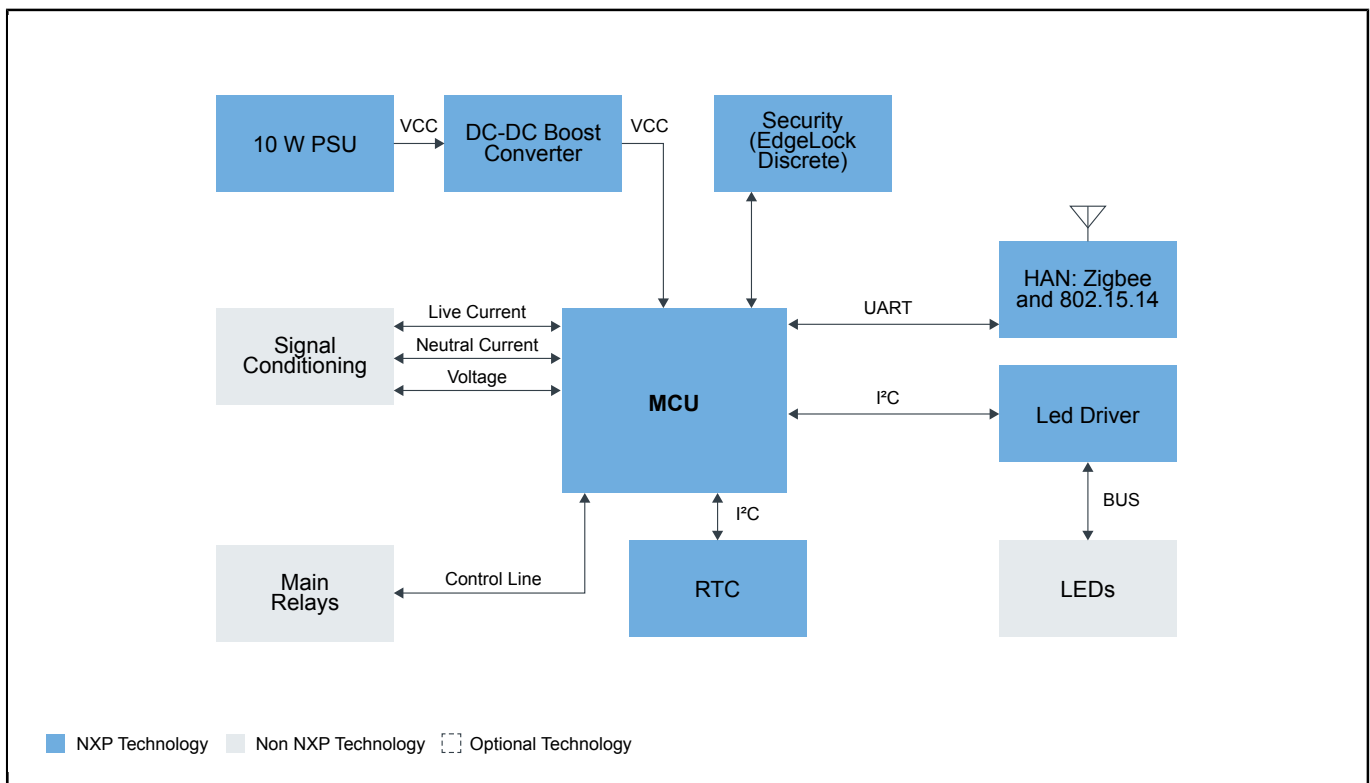 10 W PSU
VCC
DC-DC Boost
Converter
VCC
Security
(EdgeLock
Discrete)
HAN: Zigbee
and 802.15.14
UART
Signal
Conditioning
Live Current
Neutral Current
Voltage
MCU
I²C
Led Driver
BUS
I²C
Main
Relays
Control Line
RTC
LEDs
NXP Technology
Non NXP Technology
Optional Technology